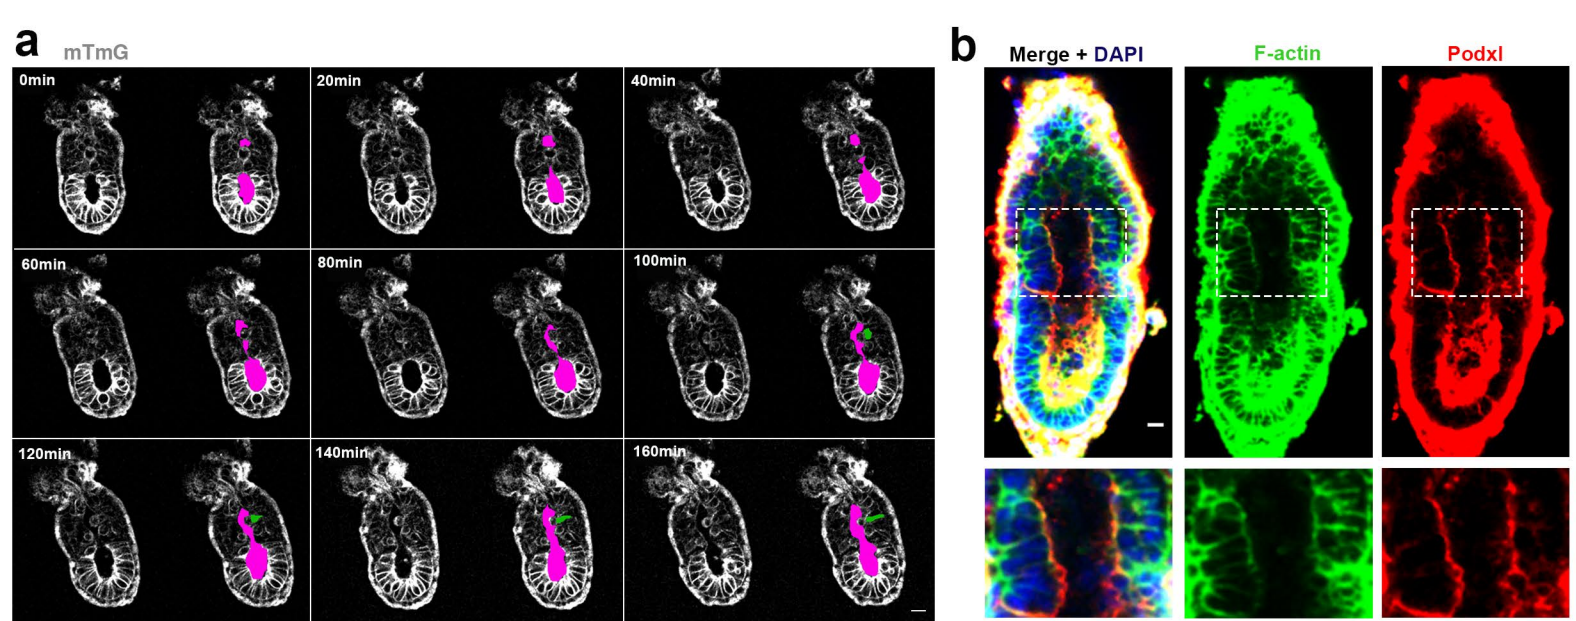 a
mTmG
0min
20min
40min
60min
80min
100min
120min
140min
160min
b
Merge + DAPI
F-actin
Podxl